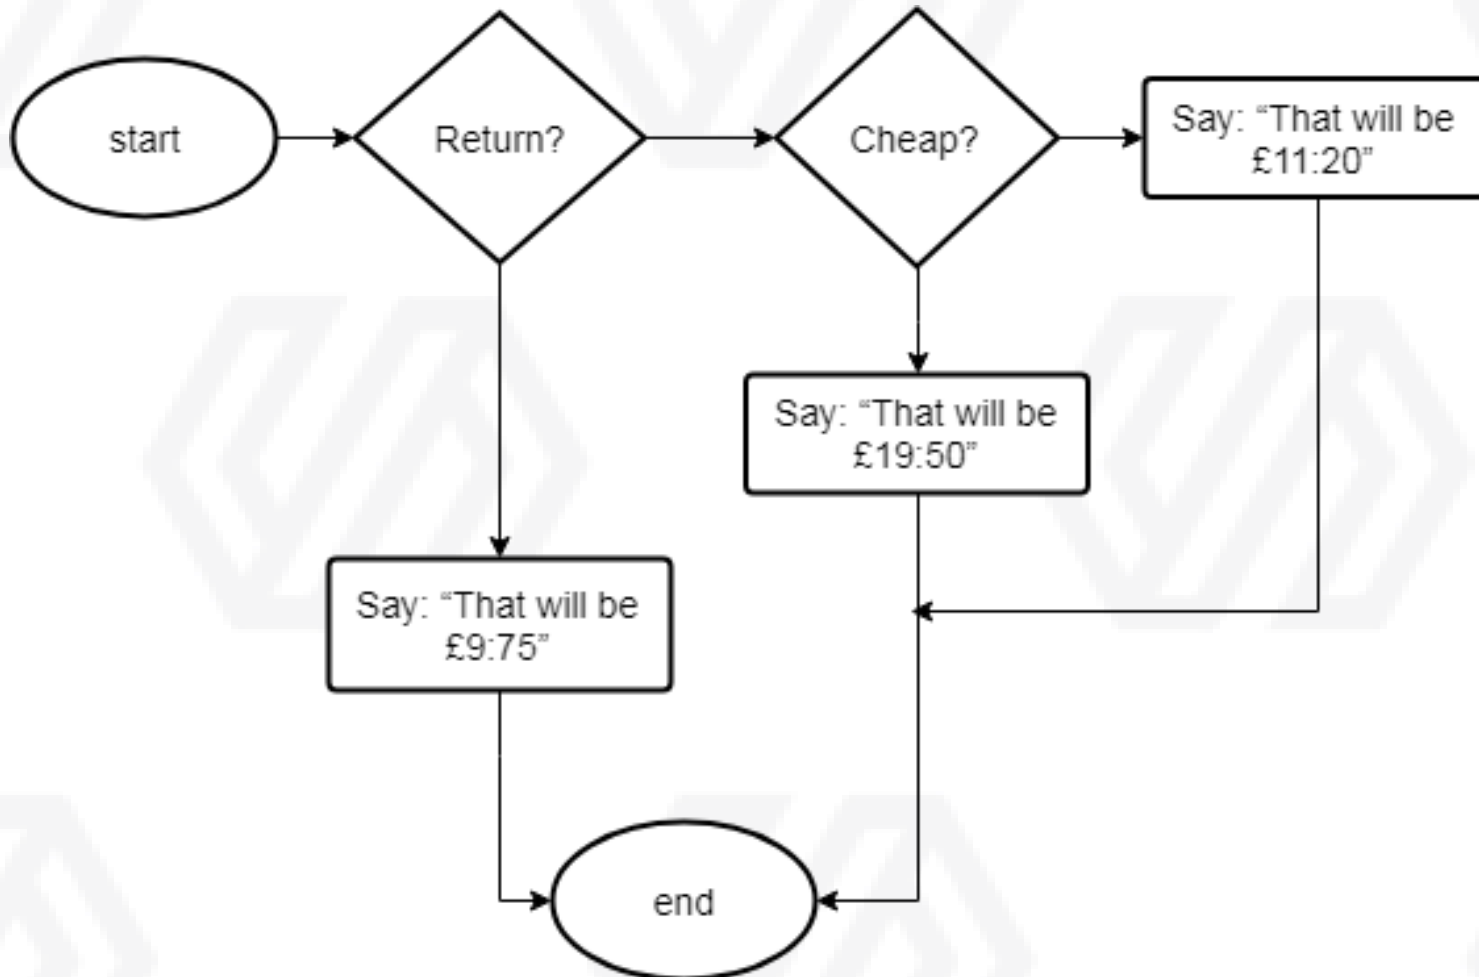 start
Return?
Cheap?
Say: “That will be
£11:20”
Say: “That will be
£19:50”
Say: “That will be
£9:75”
end